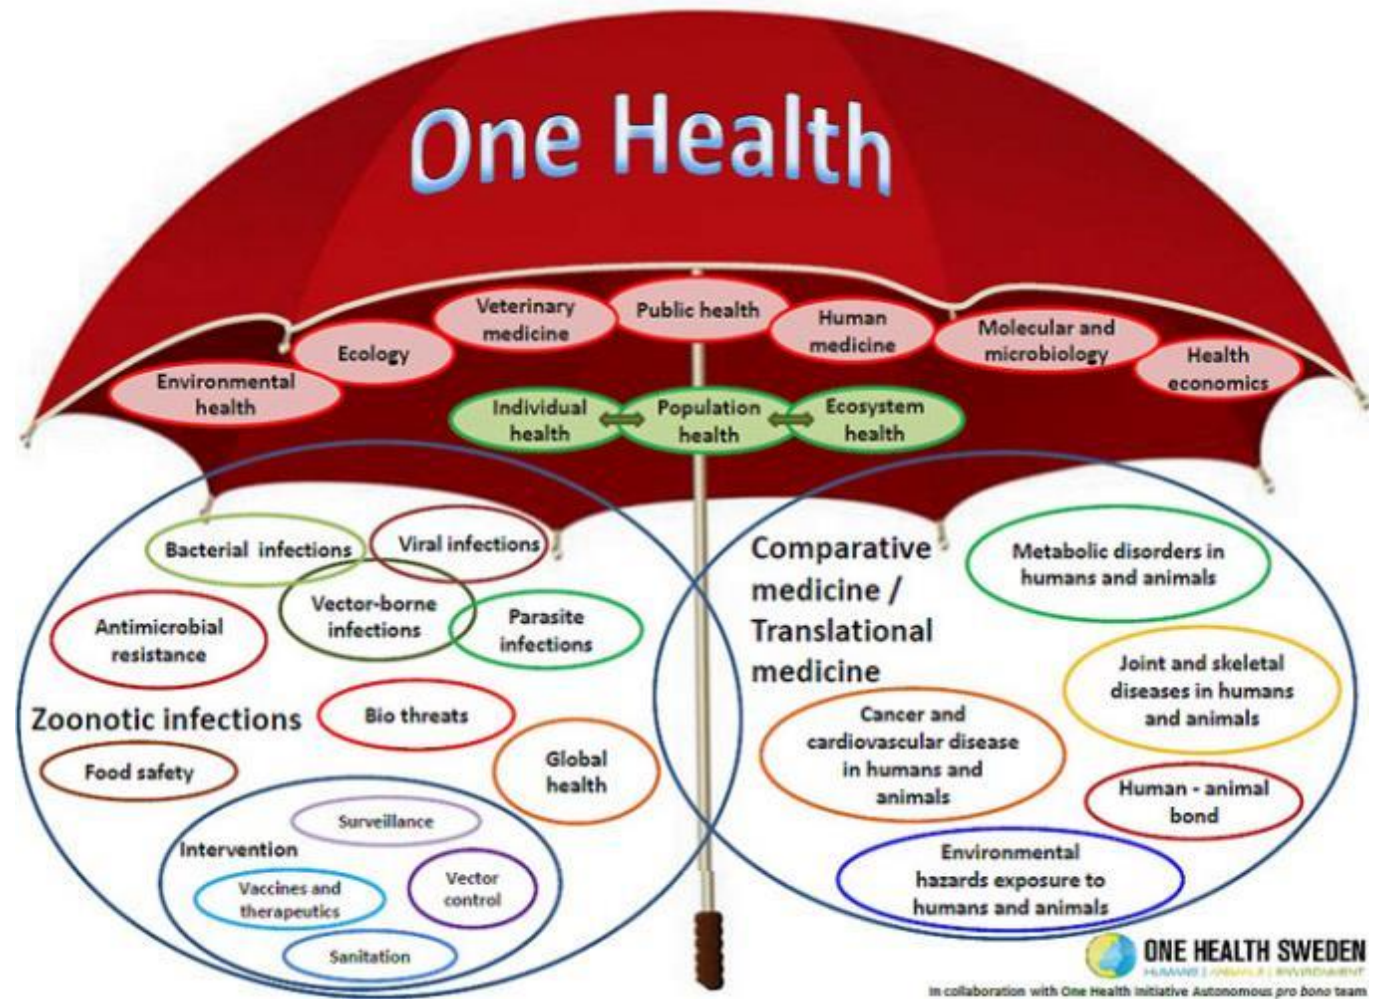 One Health
Veterinary
medicine
Public health
Human
medicine
Molecular and
microbiology
Ecology
Health
economics
Environmental
health
Individual
health
Population
health
Ecosystem
health
Bacterial infections
Viral infections
Vector-borne
infections
Parasite
infections
Antimicrobial
resistance
Zoonotic infections
Bio threats
Food safety
Global
health
Surveillance
Intervention
Vaccines and
therapeutics
Vector
control
Sanitation
Comparative
medicine /
Translational
medicine
Metabolic disorders in
humans and animals
Joint and skeletal
diseases in humans
and animals
Cancer and
cardiovascular disease
in humans and
animals
Human - animal
bond
Environmental
hazards exposure to
humans and animals
ONE HEALTH SWEDEN
HUMANS | ANIMALS | ENVIRONMENT
In collaboration with One Health Initiative Autonomous pro bono team